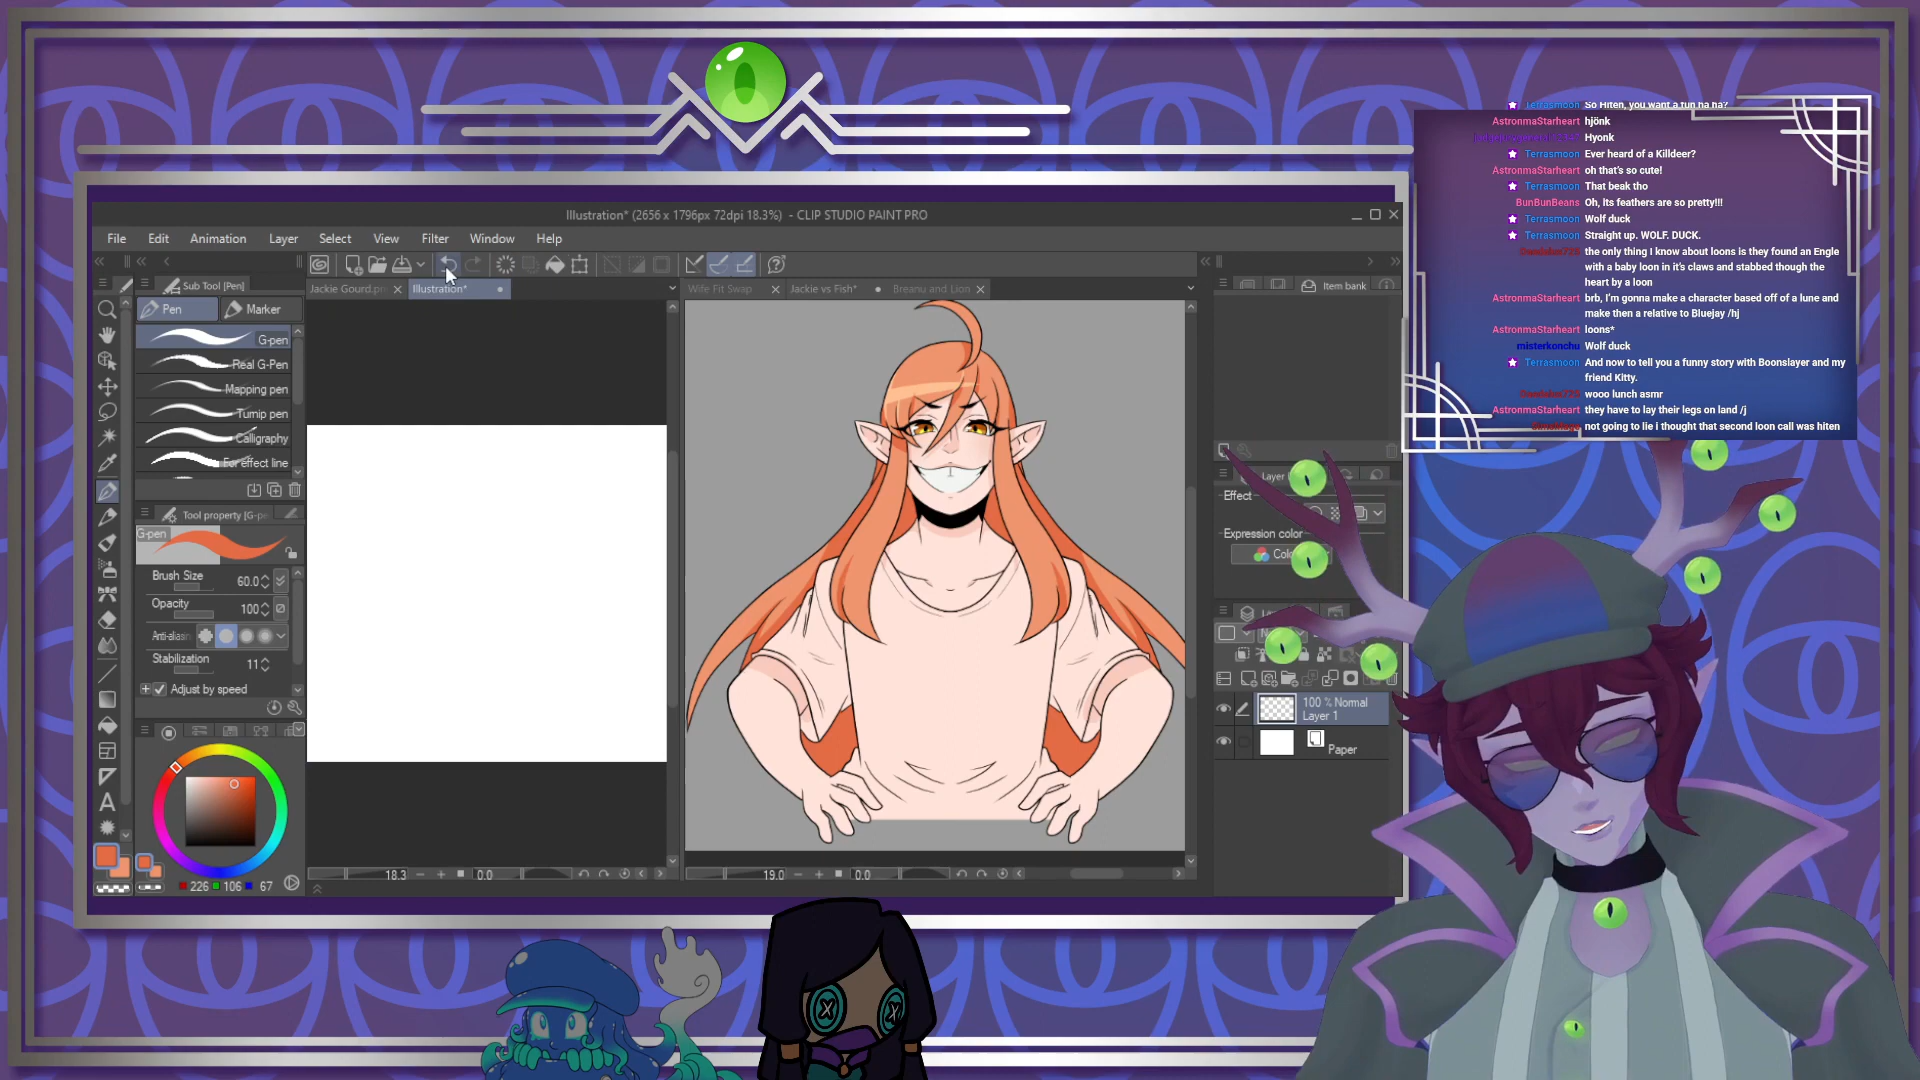 Illustration* (2656 x 1796px 72dpi 18.3%) - CLIP STUDIO PAINT PRO
File Edit Animation Layer Select View Filter Window Help
Sub Tool [Pen]
Jackie Gourd.pr
Illustration*
Wife Fit Swap
Jackie vs Fish*
Breanu and Lion
Item bank
Pen
Marker
G-pen
Real G-Pen
Mapping pen
Turnip pen
Calligraphy
For effect line
Tool property [G-pe
G-pen
Brush Size 60.0
Opacity 100
Anti-aliasin
Stabilization 11
Adjust by speed
226 106 67
18.3
0.0
19.0
0.0
Layer
Effect
Expression color
100 % Normal
Layer 1
Paper
Terrasmoon So Hiten, you want a fun ha ha?
AstronmaStarheart hjönk
Hyonk
Terrasmoon Ever heard of a Killdeer?
AstronmaStarheart oh that's so cute!
Terrasmoon That beak tho
BunBunBeans Oh, Its feathers are so pretty!!!
Terrasmoon Wolf duck
Terrasmoon Straight up. WOLF. DUCK.
the only thing I know about loons is they found an Engle
with a baby loon in it's claws and stabbed though the
heart by a loon
AstronmaStarheart brb, I'm gonna make a character based off of a lune and
make then a relative to Bluejay /hj
AstronmaStarheart loons*
misterkonchu Wolf duck
Terrasmoon And now to tell you a funny story with Boonslayer and my
friend Kitty.
wooo lunch asmr
AstronmaStarheart they have to lay their legs on land /j
not going to lie i thought that second loon call was hiten